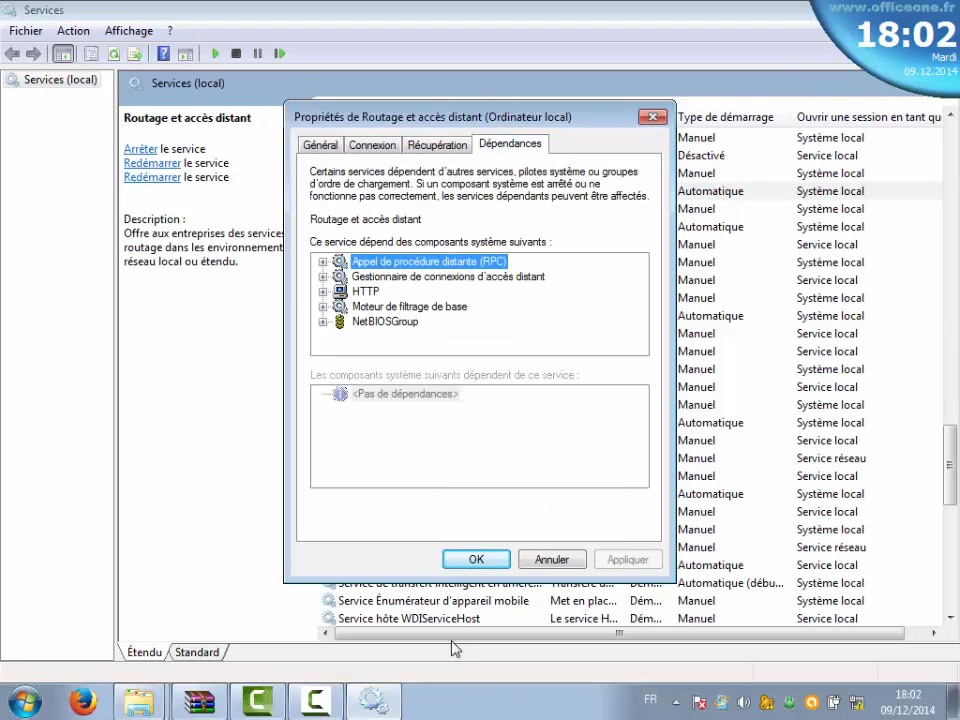 Services
www.officeone.fr
18:02
Mardi
09.12.2014
Fichier Action Affichage ?
Services (local)
Services (local)
Routage et accès distant
Arrêter le service
Redémarrer le service
Redémarrer le service
Description :
Offre aux entreprises des services
routage dans les environnement
réseau local ou étendu.
Propriétés de Routage et accès distant (Ordinateur local)
Général Connexion Récupération Dépendances
Certains services dépendent d'autres services, pilotes système ou groupes
d'ordre de chargement. Si un composant système est arrêté ou ne
fonctionne pas correctement, les services dépendants peuvent être affectés.
Routage et accès distant
Ce service dépend des composants système suivants :
Appel de procédure distante (RPC)
Gestionnaire de connexions d'accès distant
HTTP
Moteur de filtrage de base
NetBIOSGroup
Les composants système suivants dépendent de ce service :
<Pas de dépendances>
OK Annuler Appliquer
Type de démarrage Ouvrir une session en tant qu
Manuel Système local
Désactivé Service local
Manuel Système local
Automatique Système local
Manuel Système local
Automatique Système local
Manuel Service local
Manuel Système local
Manuel Service local
Manuel Système local
Automatique Système local
Manuel Service local
Manuel Service local
Manuel Système local
Manuel Service local
Manuel Système local
Automatique Système local
Manuel Système local
Manuel Service réseau
Manuel Service local
Automatique Système local
Manuel Service local
Manuel Système local
Manuel Service réseau
Automatique Système local
Service de transfert intelligent en arrière... Transfère d... Dém... Automatique (débu... Système local
Service Énumérateur d'appareil mobile Met en plac... Dém... Manuel Système local
Service hôte WDIServiceHost Le service H... Dém... Manuel Service local
Étendu Standard
FR
18:02
09/12/2014